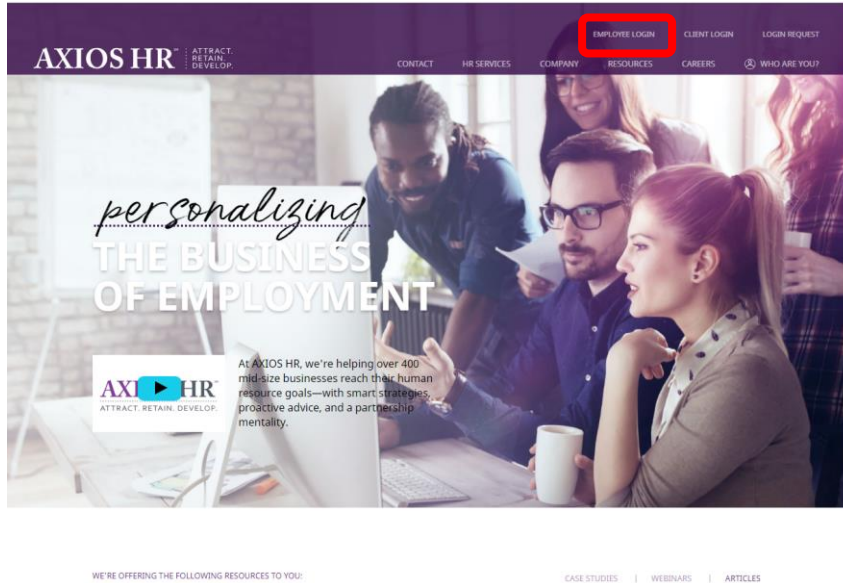 EMPLOYEE LOGIN CLIENT LOGIN LOGIN REQUEST
AXIOS HR™ ATTRACT.
RETAIN.
DEVELOP.
CONTACT HR SERVICES COMPANY RESOURCES CAREERS WHO ARE YOU?
personalizing
THE BUSINESS
OF EMPLOYMENT
At AXIOS HR, we're helping over 400
mid-size businesses reach their human
resource goals—with smart strategies,
proactive advice, and a partnership
mentality.
HR
ATTRACT. RETAIN. DEVELOP.
WE'RE OFFERING THE FOLLOWING RESOURCES TO YOU:
CASE STUDIES | WEBINARS | ARTICLES